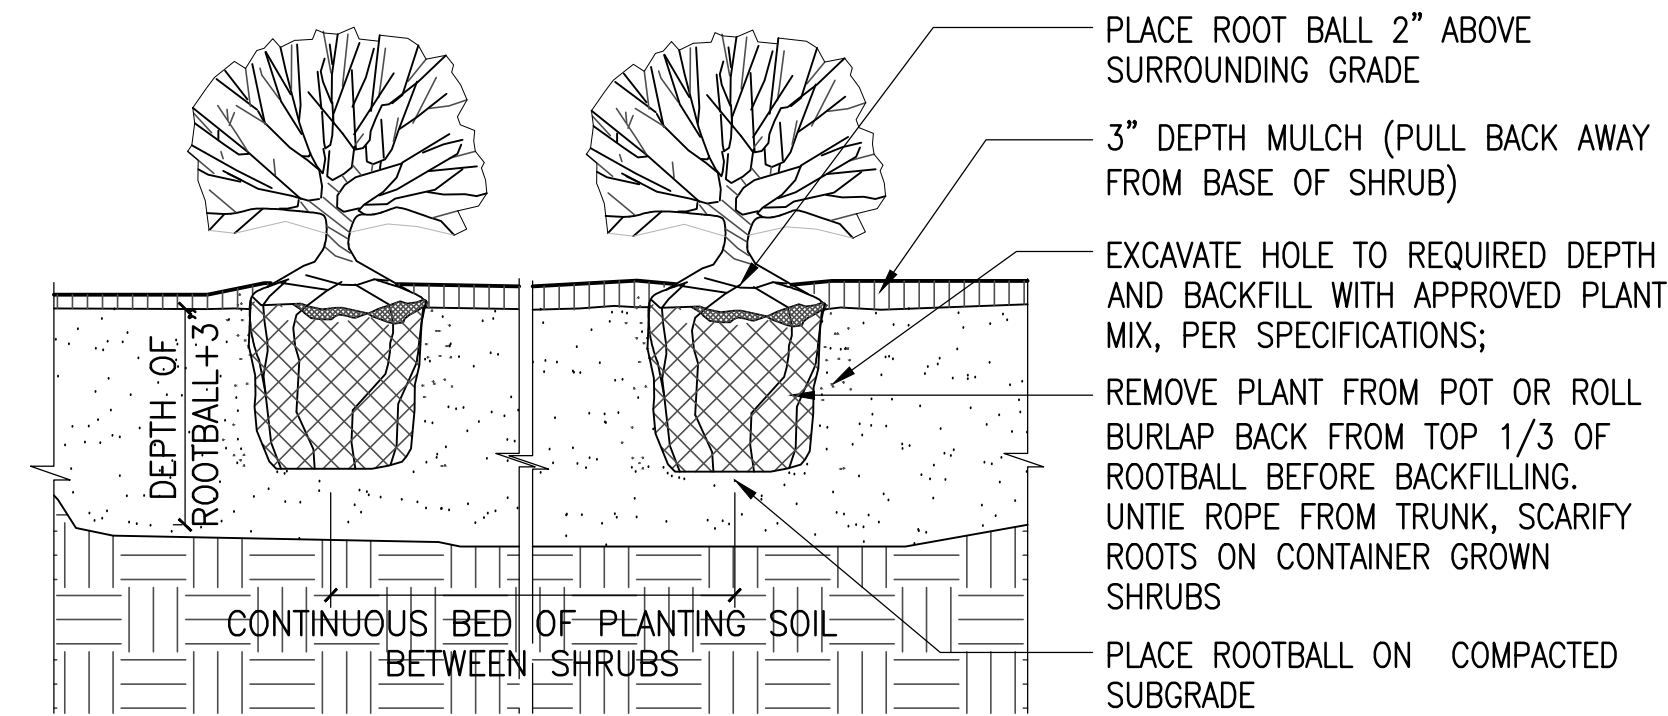 PLACE ROOT BALL 2” ABOVE
SURROUNDING GRADE
3” DEPTH MULCH (PULL BACK AWAY
FROM BASE OF SHRUB)
EXCAVATE HOLE TO REQUIRED DEPTH
AND BACKFILL WITH APPROVED PLANT
MIX, PER SPECIFICATIONS;
REMOVE PLANT FROM POT OR ROLL
BURLAP BACK FROM TOP 1/3 OF
ROOTBALL BEFORE BACKFILLING.
UNTIE ROPE FROM TRUNK, SCARIFY
ROOTS ON CONTAINER GROWN
SHRUBS
PLACE ROOTBALL ON COMPACTED
SUBGRADE
DEPTH OF
ROOTBALL+3”
CONTINUOUS BED OF PLANTING SOIL
BETWEEN SHRUBS